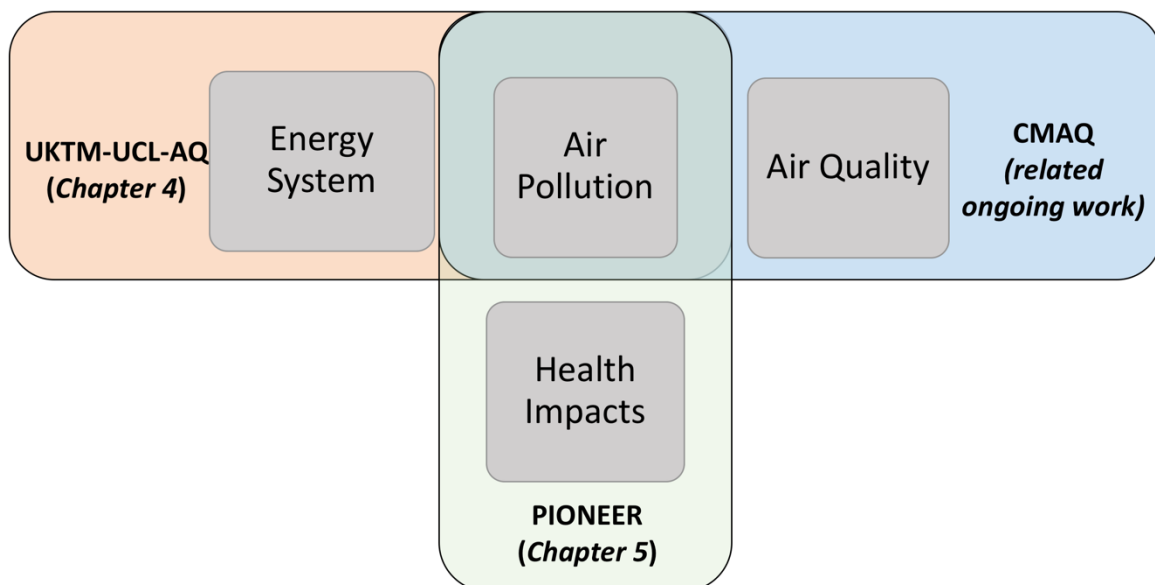 UKTM-UCL-AQ
(Chapter 4)
Energy
System
Air
Pollution
Air Quality
CMAQ
(related
ongoing work)
Health
Impacts
PIONEER
(Chapter 5)